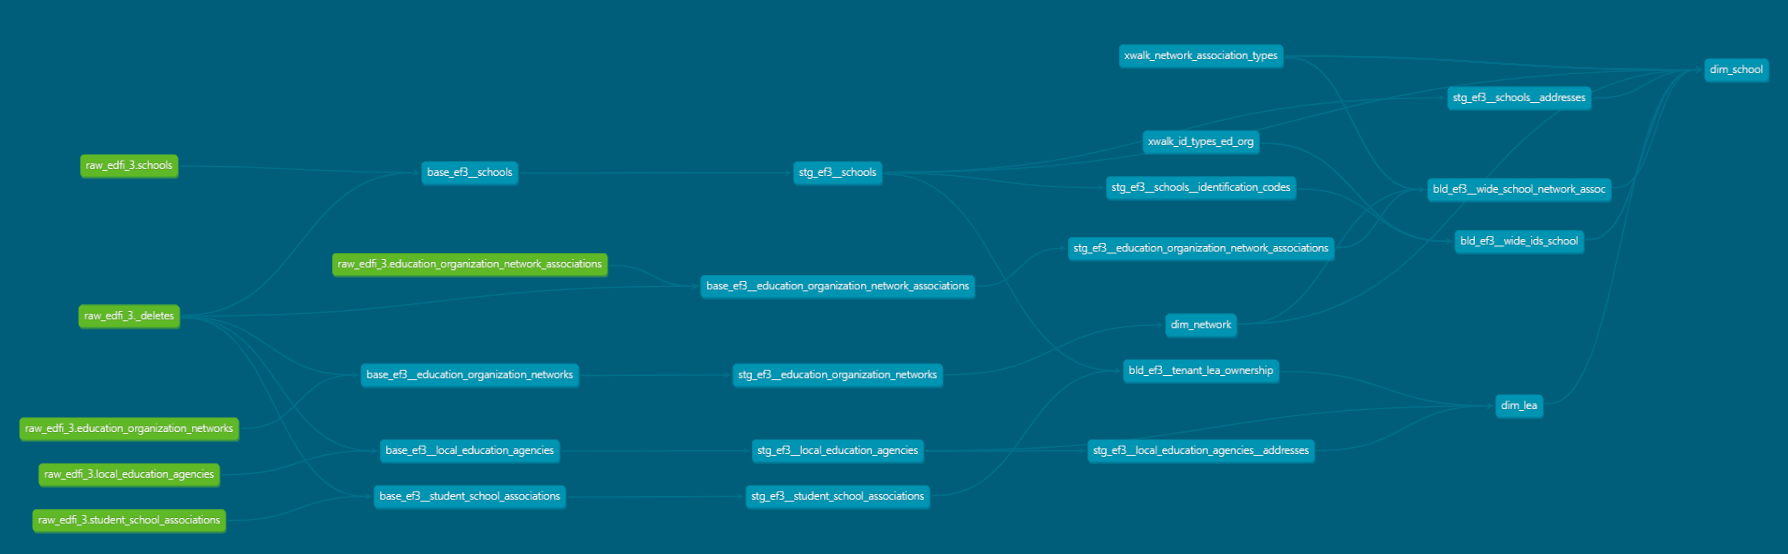 xwalk_network_association_types
dim_school
stg_ef3__schools__addresses
xwalk_id_types_ed_org
raw_edfi_3.schools
base_ef3__schools
stg_ef3__schools
stg_ef3__schools__identification_codes
bld_ef3__wide_school_network_assoc
bld_ef3__wide_ids_school
stg_ef3__education_organization_network_associations
raw_edfi_3.education_organization_network_associations
base_ef3__education_organization_network_associations
raw_edfi_3._deletes
dim_network
base_ef3__education_organization_networks
stg_ef3__education_organization_networks
bld_ef3__tenant_lea_ownership
dim_lea
raw_edfi_3.education_organization_networks
base_ef3__local_education_agencies
stg_ef3__local_education_agencies
stg_ef3__local_education_agencies__addresses
raw_edfi_3.local_education_agencies
base_ef3__student_school_associations
stg_ef3__student_school_associations
raw_edfi_3.student_school_associations